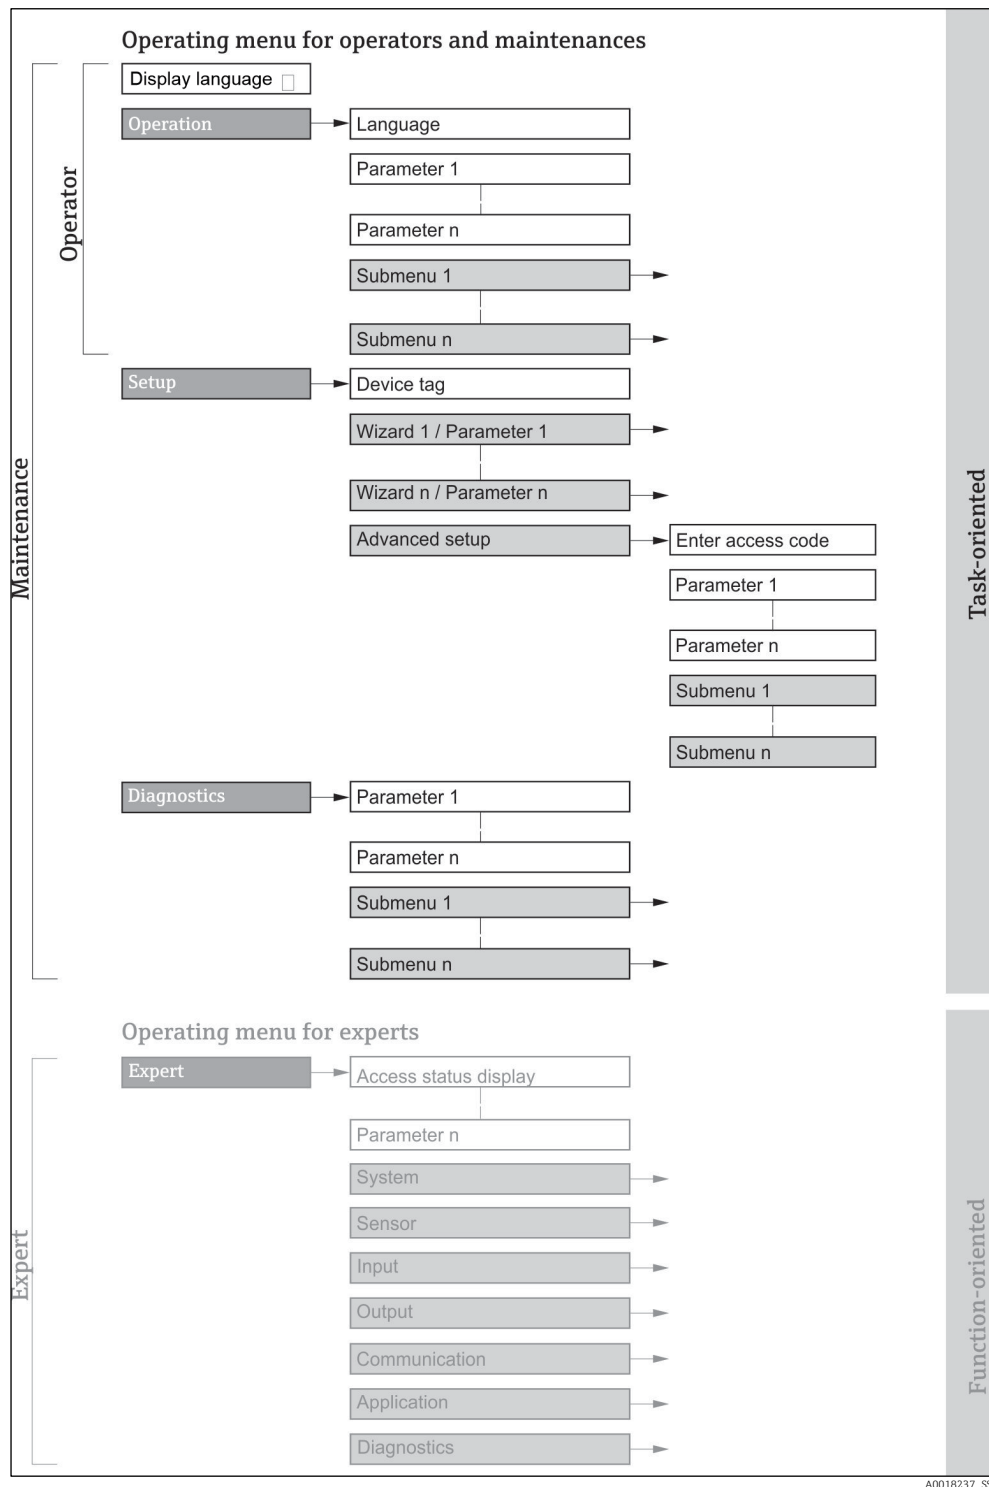 Operating menu for operators and maintenances
Display language
Operation
Language
Parameter 1
Parameter n
Submenu 1
Submenu n
Operator
Setup
Device tag
Wizard 1 / Parameter 1
Wizard n / Parameter n
Advanced setup
Enter access code
Parameter 1
Parameter n
Submenu 1
Submenu n
Maintenance
Task-oriented
Diagnostics
Parameter 1
Parameter n
Submenu 1
Submenu n
Operating menu for experts
Expert
Access status display
Parameter n
System
Sensor
Input
Output
Communication
Application
Diagnostics
Expert
Function-oriented